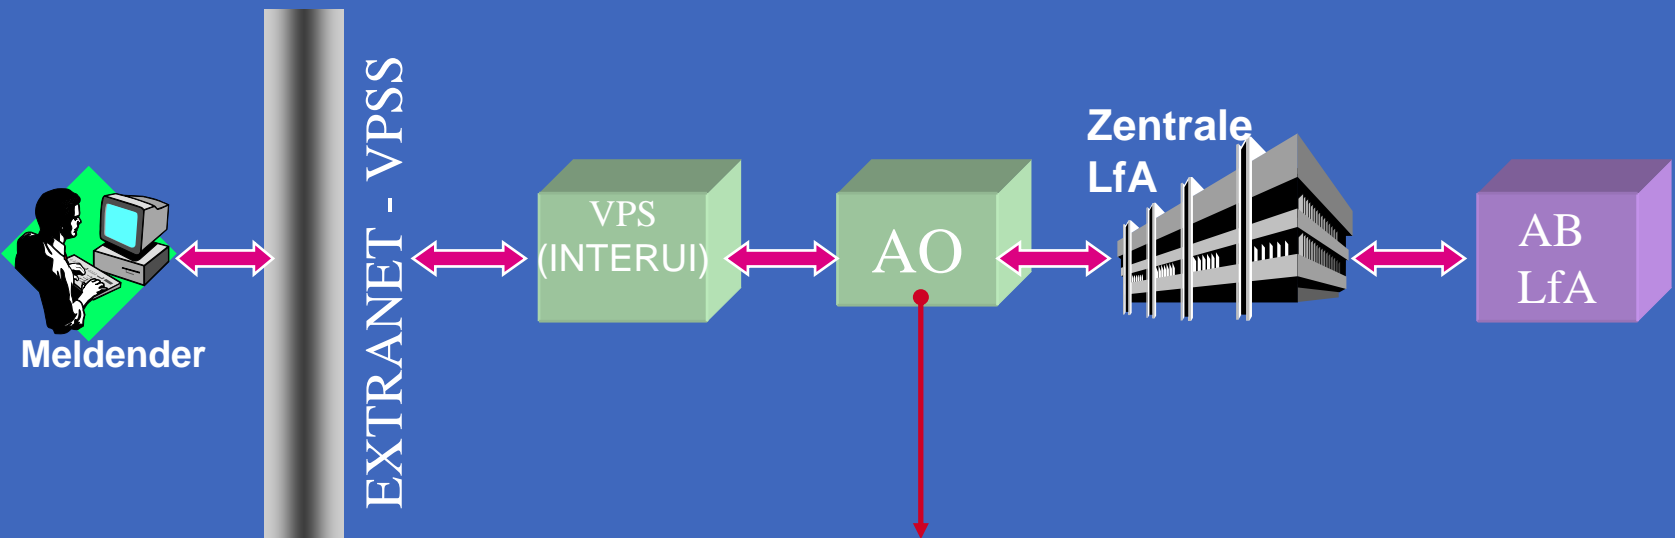 Meldender
EXTRANET - VPSS
VPS
(INTERUI)
AO
Zentrale
LfA
AB
LfA